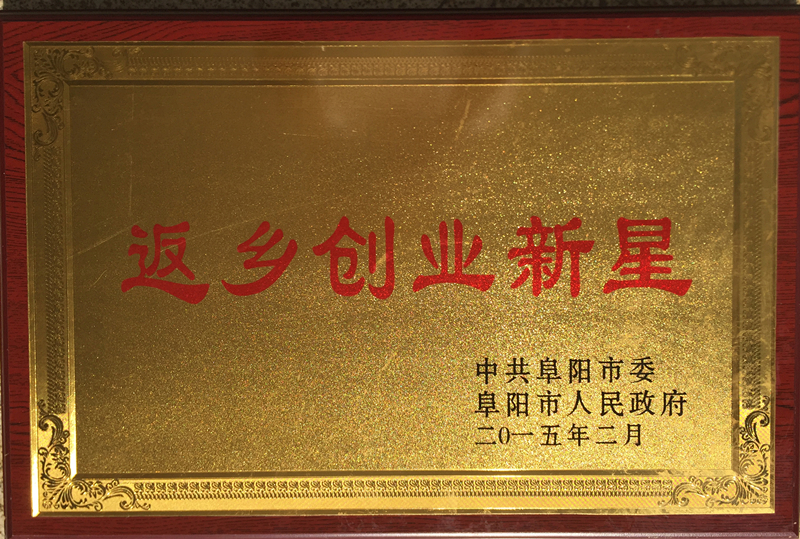 返乡创业新星
中共阜阳市委
阜阳市人民政府
二0一五年二月